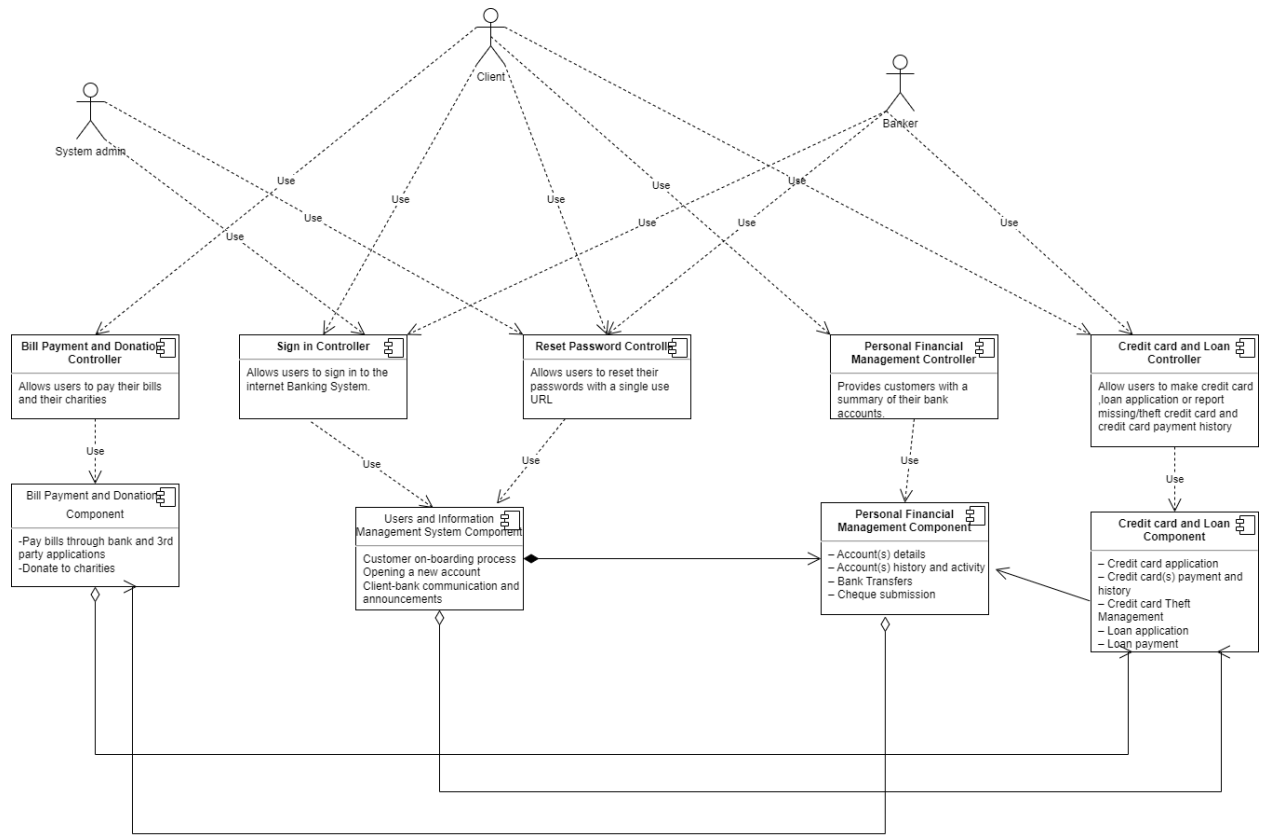 Client
Banker
System admin
Use
Use
Use
Use
Use
Use
Use
Use
Use
Use
Bill Payment and Donation
Controller
Allows users to pay their bills
and their charities
Sign in Controller
Allows users to sign in to the
internet Banking System.
Reset Password Controller
Allows users to reset their
passwords with a single use
URL
Personal Financial
Management Controller
Provides customers with a
summary of their bank
accounts.
Credit card and Loan
Controller
Allow users to make credit card
,loan application or report
missing/theft credit card and
credit card payment history
Use
Use
Use
Use
Use
Bill Payment and Donation
Component
-Pay bills through bank and 3rd
party applications
-Donate to charities
Users and Information
Management System Component
Customer on-boarding process
Opening a new account
Client-bank communication and
announcements
Personal Financial
Management Component
– Account(s) details
– Account(s) history and activity
– Bank Transfers
– Cheque submission
Credit card and Loan
Component
– Credit card application
– Credit card(s) payment and
history
– Credit card Theft
Management
– Loan application
– Loan payment